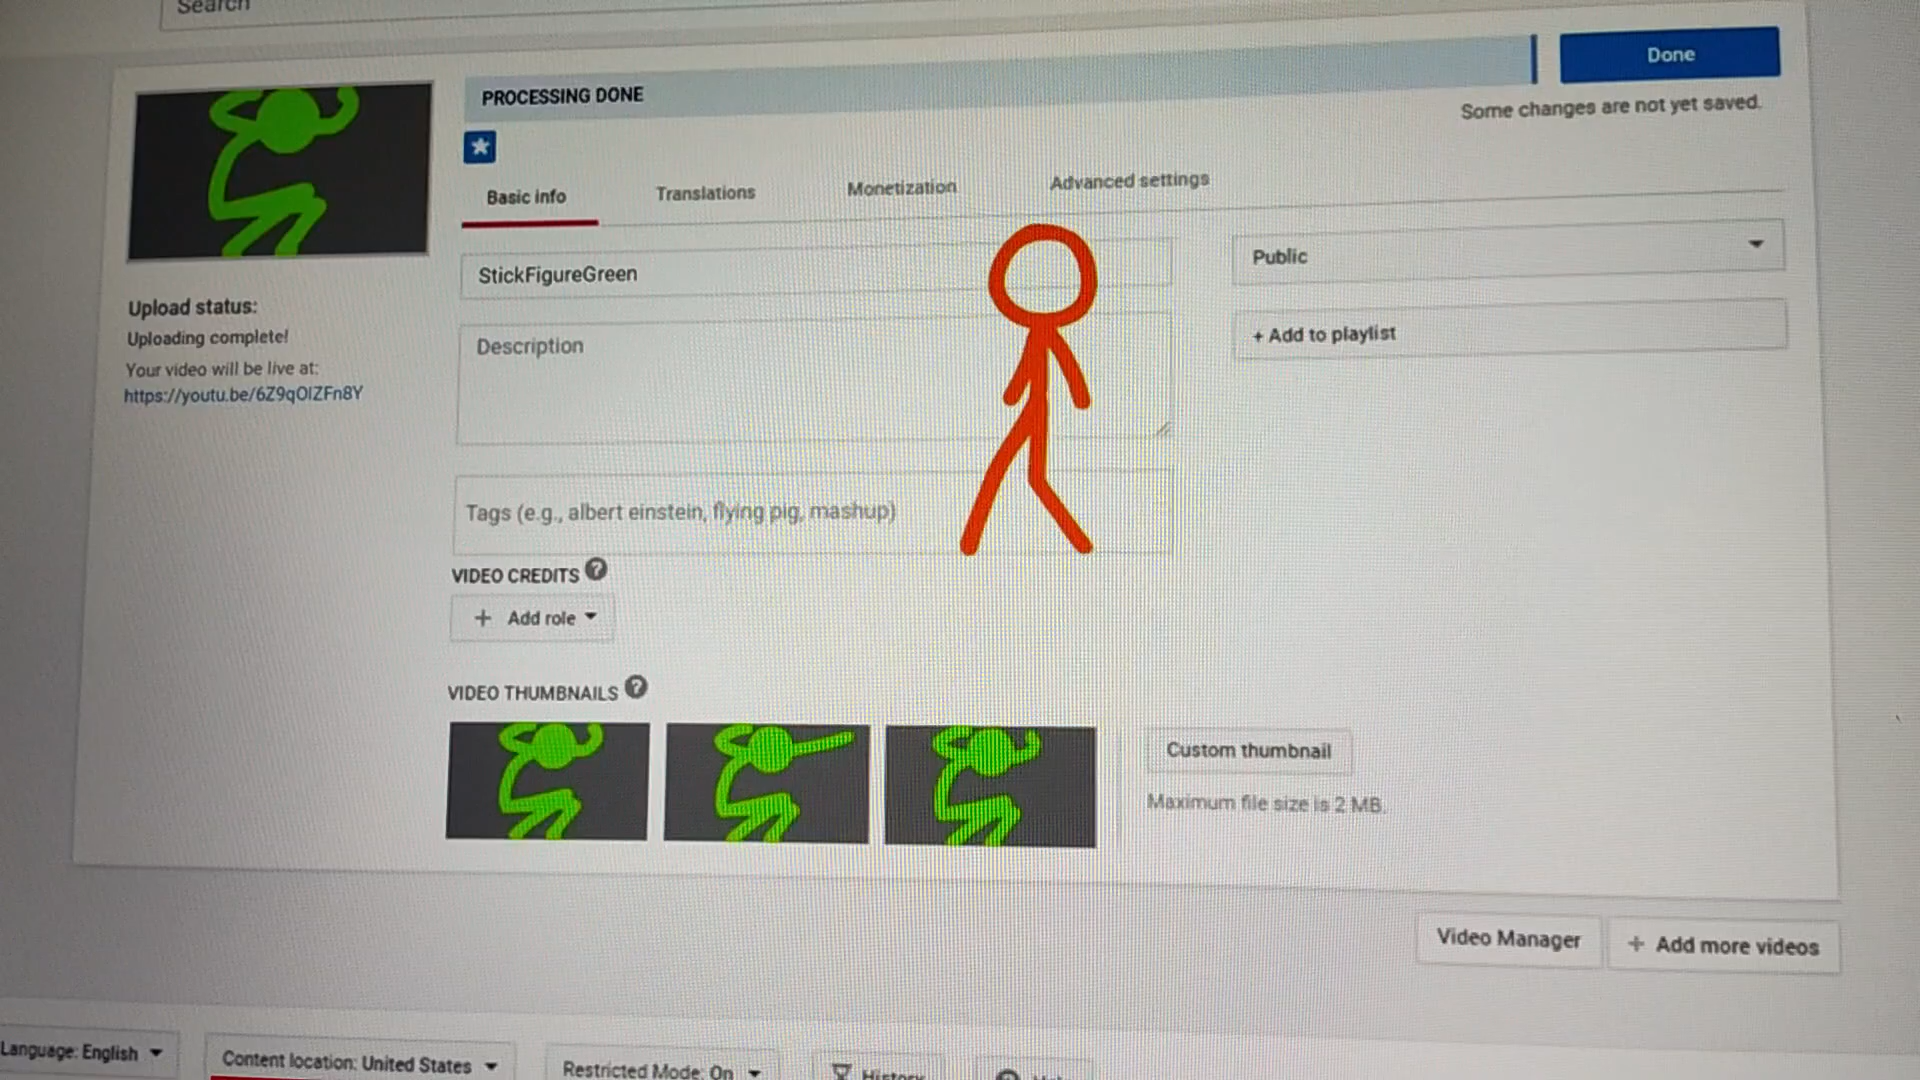 Search
PROCESSING DONE
Done
Some changes are not yet saved.
Basic info
Translations
Monetization
Advanced settings
StickFigureGreen
Public
Description
+ Add to playlist
Upload status:
Uploading complete!
Your video will be live at:
https://youtu.be/6Z9qOIZFn8Y
Tags (e.g., albert einstein, flying pig, mashup)
VIDEO CREDITS ?
+ Add role
VIDEO THUMBNAILS ?
Custom thumbnail
Maximum file size is 2 MB.
Video Manager
+ Add more videos
Language: English
Content location: United States
Restricted Mode: On
History